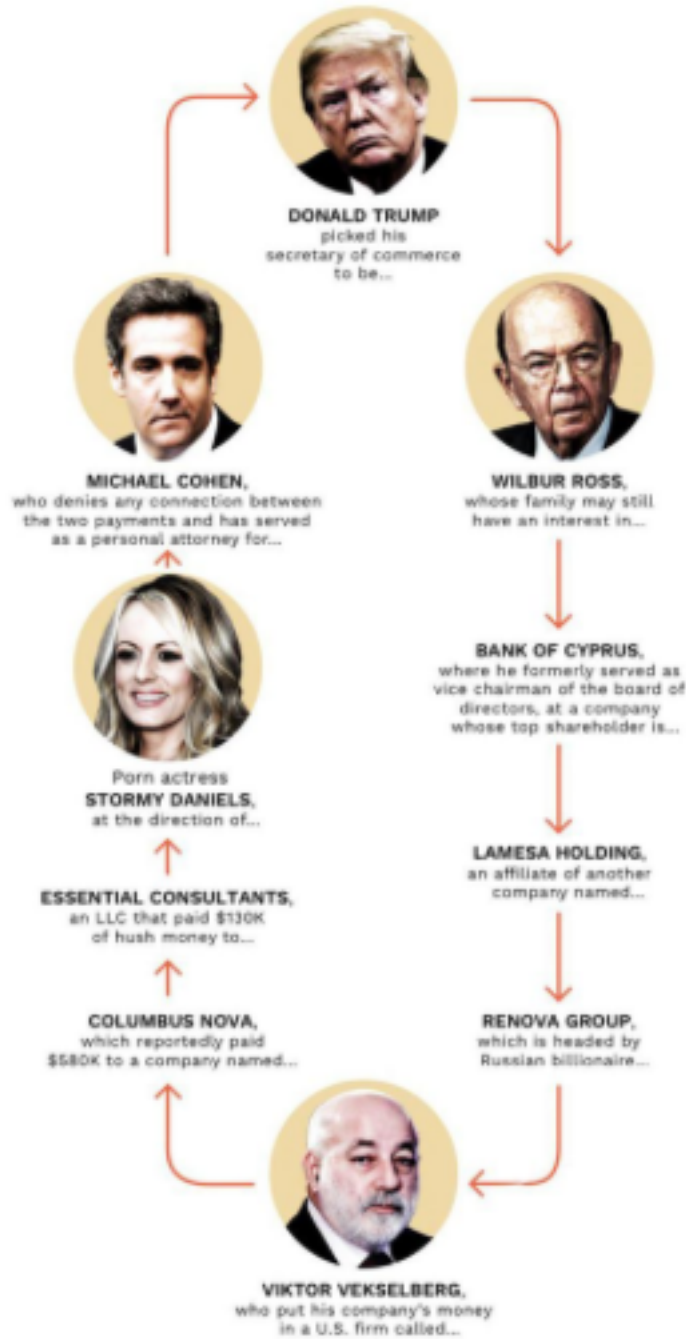 DONALD TRUMP
picked his
secretary of commerce
to be...
WILBUR ROSS,
whose family may still
have an interest in...
BANK OF CYPRUS,
where he formerly served as
vice chairman of the board of
directors, at a company
whose top shareholder is...
LAMESA HOLDING,
an affiliate of another
company named...
RENOVA GROUP,
which is headed by
Russian billionaire...
VIKTOR VEKSELBERG,
who put his company's money
in a U.S. firm called...
COLUMBUS NOVA,
which reportedly paid
$580K to a company named...
ESSENTIAL CONSULTANTS,
an LLC that paid $130K
of hush money to...
Porn actress
STORMY DANIELS,
at the direction of...
MICHAEL COHEN,
who denies any connection between
the two payments and has served
as a personal attorney for...